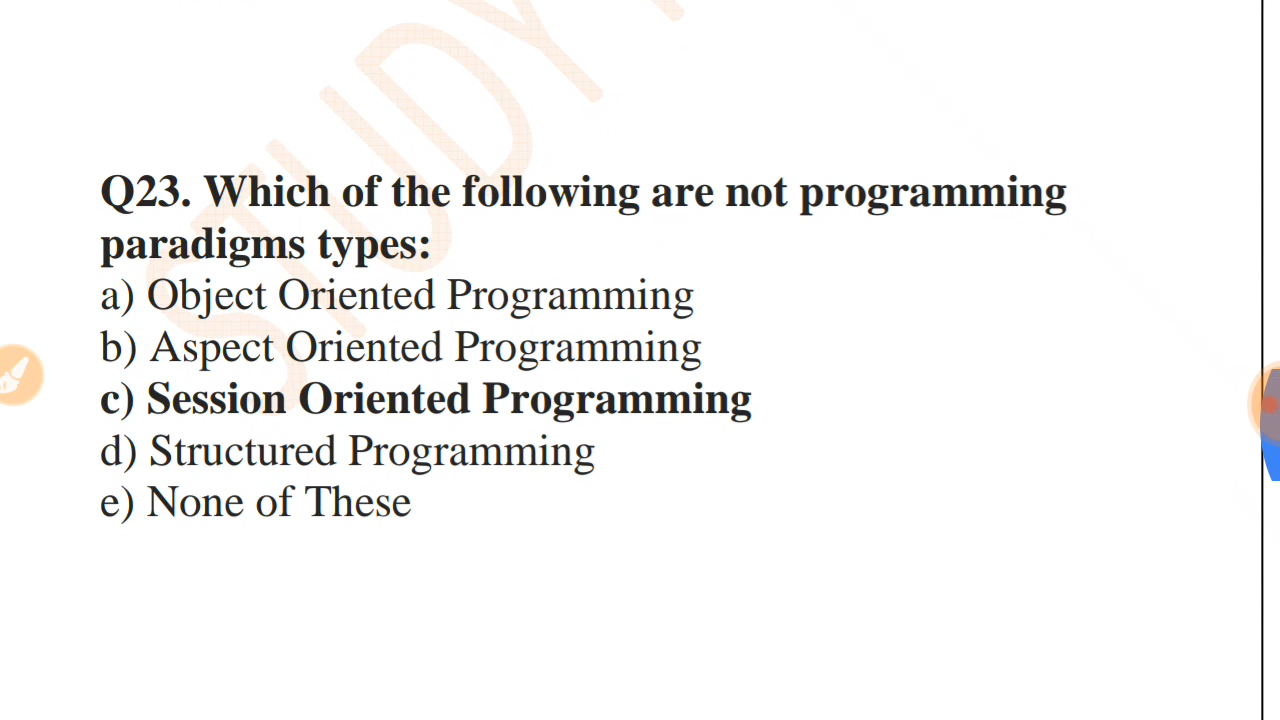 STUDY
Q23. Which of the following are not programming
paradigms types:
a) Object Oriented Programming
b) Aspect Oriented Programming
c) Session Oriented Programming
d) Structured Programming
e) None of These